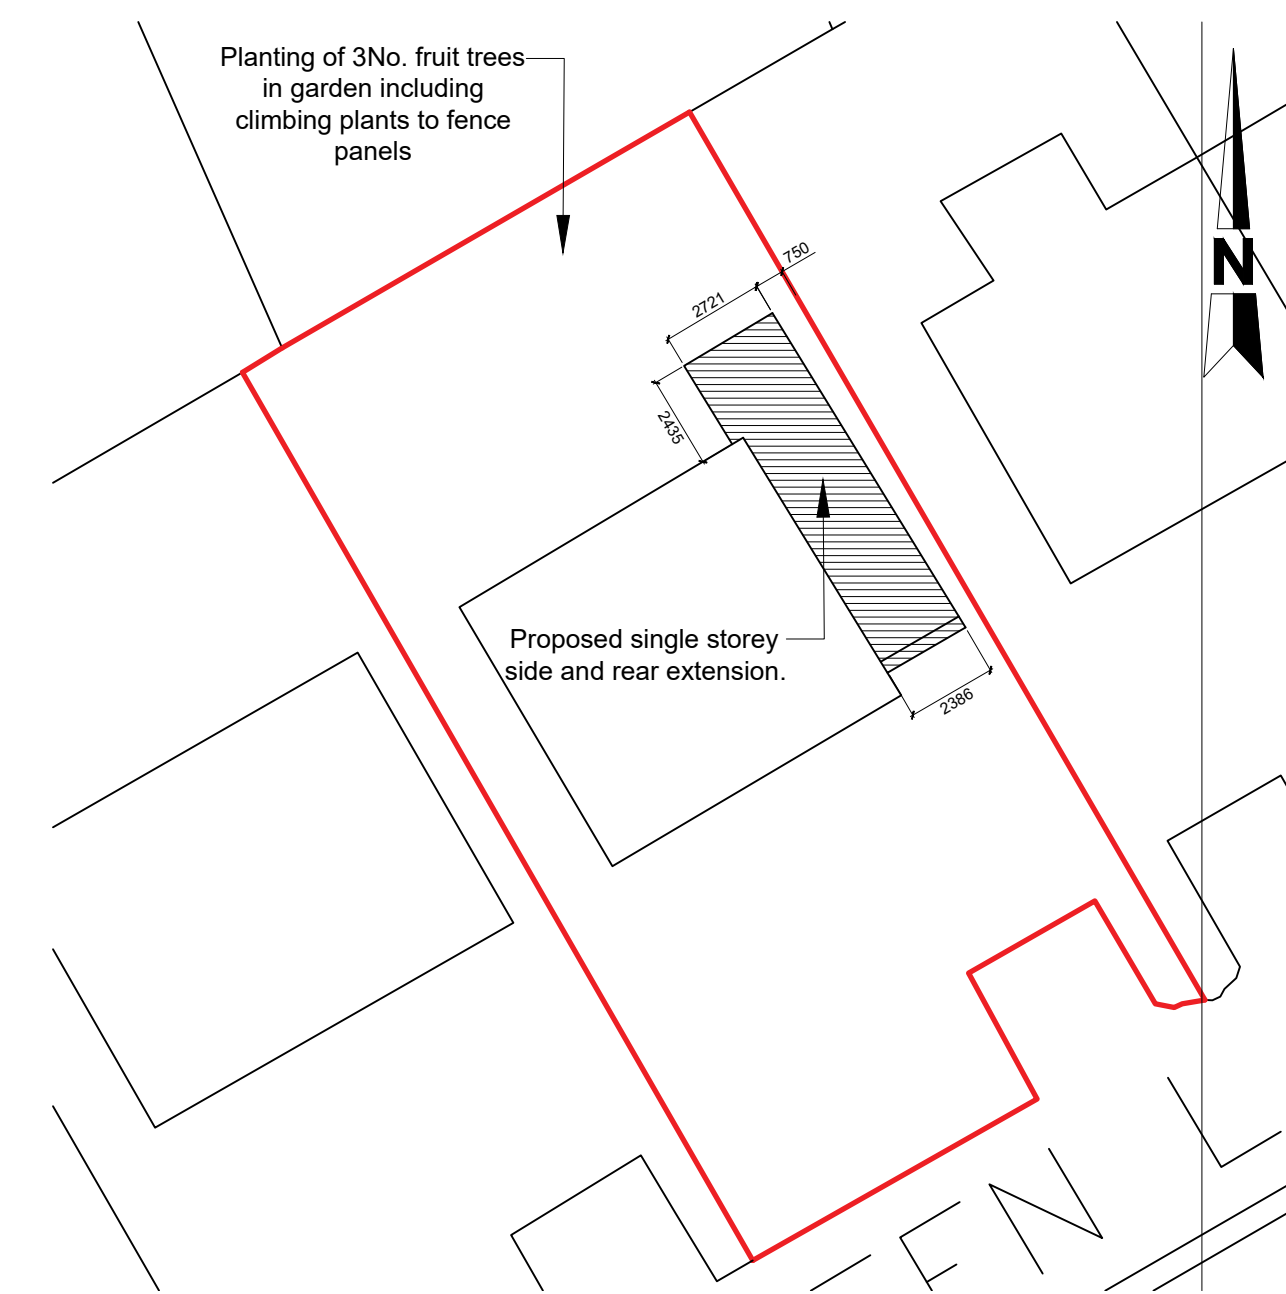 Planting of 3No. fruit trees
in garden including
climbing plants to fence
panels
750
2721
N
2435
Proposed single storey
side and rear extension.
2386
EN